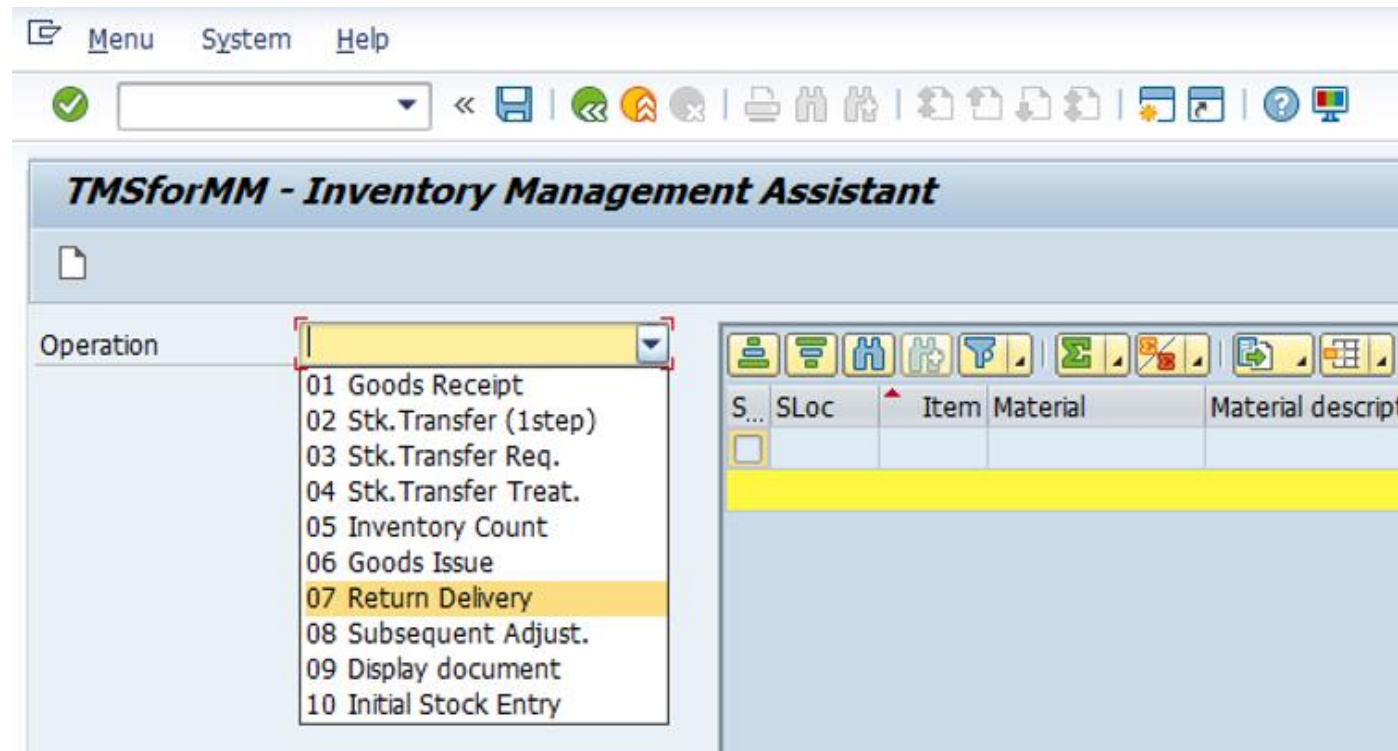 Menu System Help
TMSforMM - Inventory Management Assistant
Operation
01 Goods Receipt
02 Stk.Transfer (1step)
03 Stk.Transfer Req.
04 Stk.Transfer Treat.
05 Inventory Count
06 Goods Issue
07 Return Delivery
08 Subsequent Adjust.
09 Display document
10 Initial Stock Entry
S... SLoc Item Material Material descript